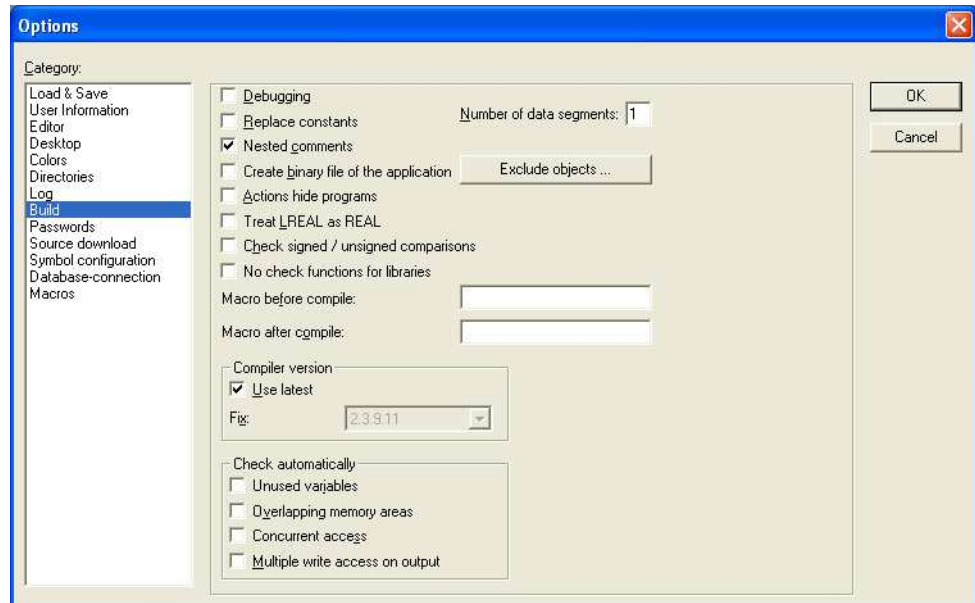 Options
Category:
Load & Save
User Information
Editor
Desktop
Colors
Directories
Log
Build
Passwords
Source download
Symbol configuration
Database-connection
Macros
Debugging
Replace constants
Number of data segments: 1
Nested comments
Create binary file of the application
Exclude objects ...
Actions hide programs
Treat LREAL as REAL
Check signed / unsigned comparisons
No check functions for libraries
Macro before compile:
Macro after compile:
Compiler version
Use latest
Fix: 2.3.9.11
Check automatically
Unused variables
Overlapping memory areas
Concurrent access
Multiple write access on output
OK
Cancel